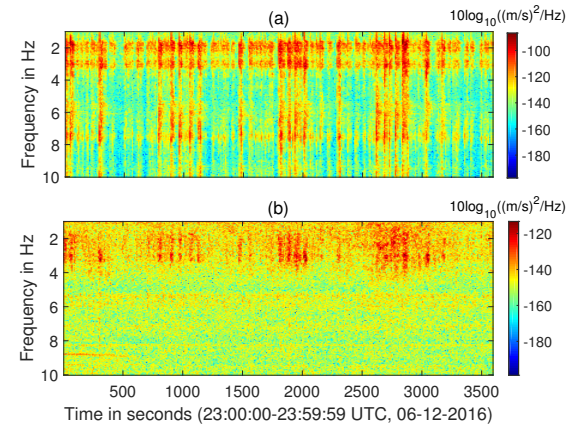 (a)
10log10((m/s)2/Hz)
Frequency in Hz
2
4
6
8
10
-100
-120
-140
-160
-180
(b)
10log10((m/s)2/Hz)
Frequency in Hz
2
4
6
8
10
-120
-140
-160
-180
500 1000 1500 2000 2500 3000 3500
Time in seconds (23:00:00-23:59:59 UTC, 06-12-2016)